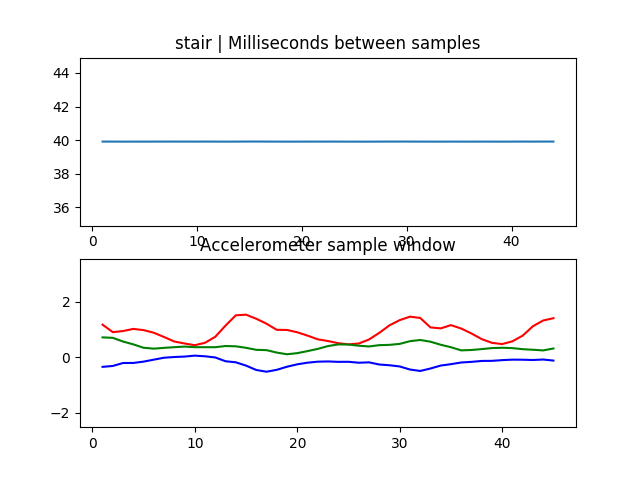 stair | Milliseconds between samples
44
42
40
38
36
0 10 20 30 40
Accelerometer sample window
2
0
−2
0 10 20 30 40